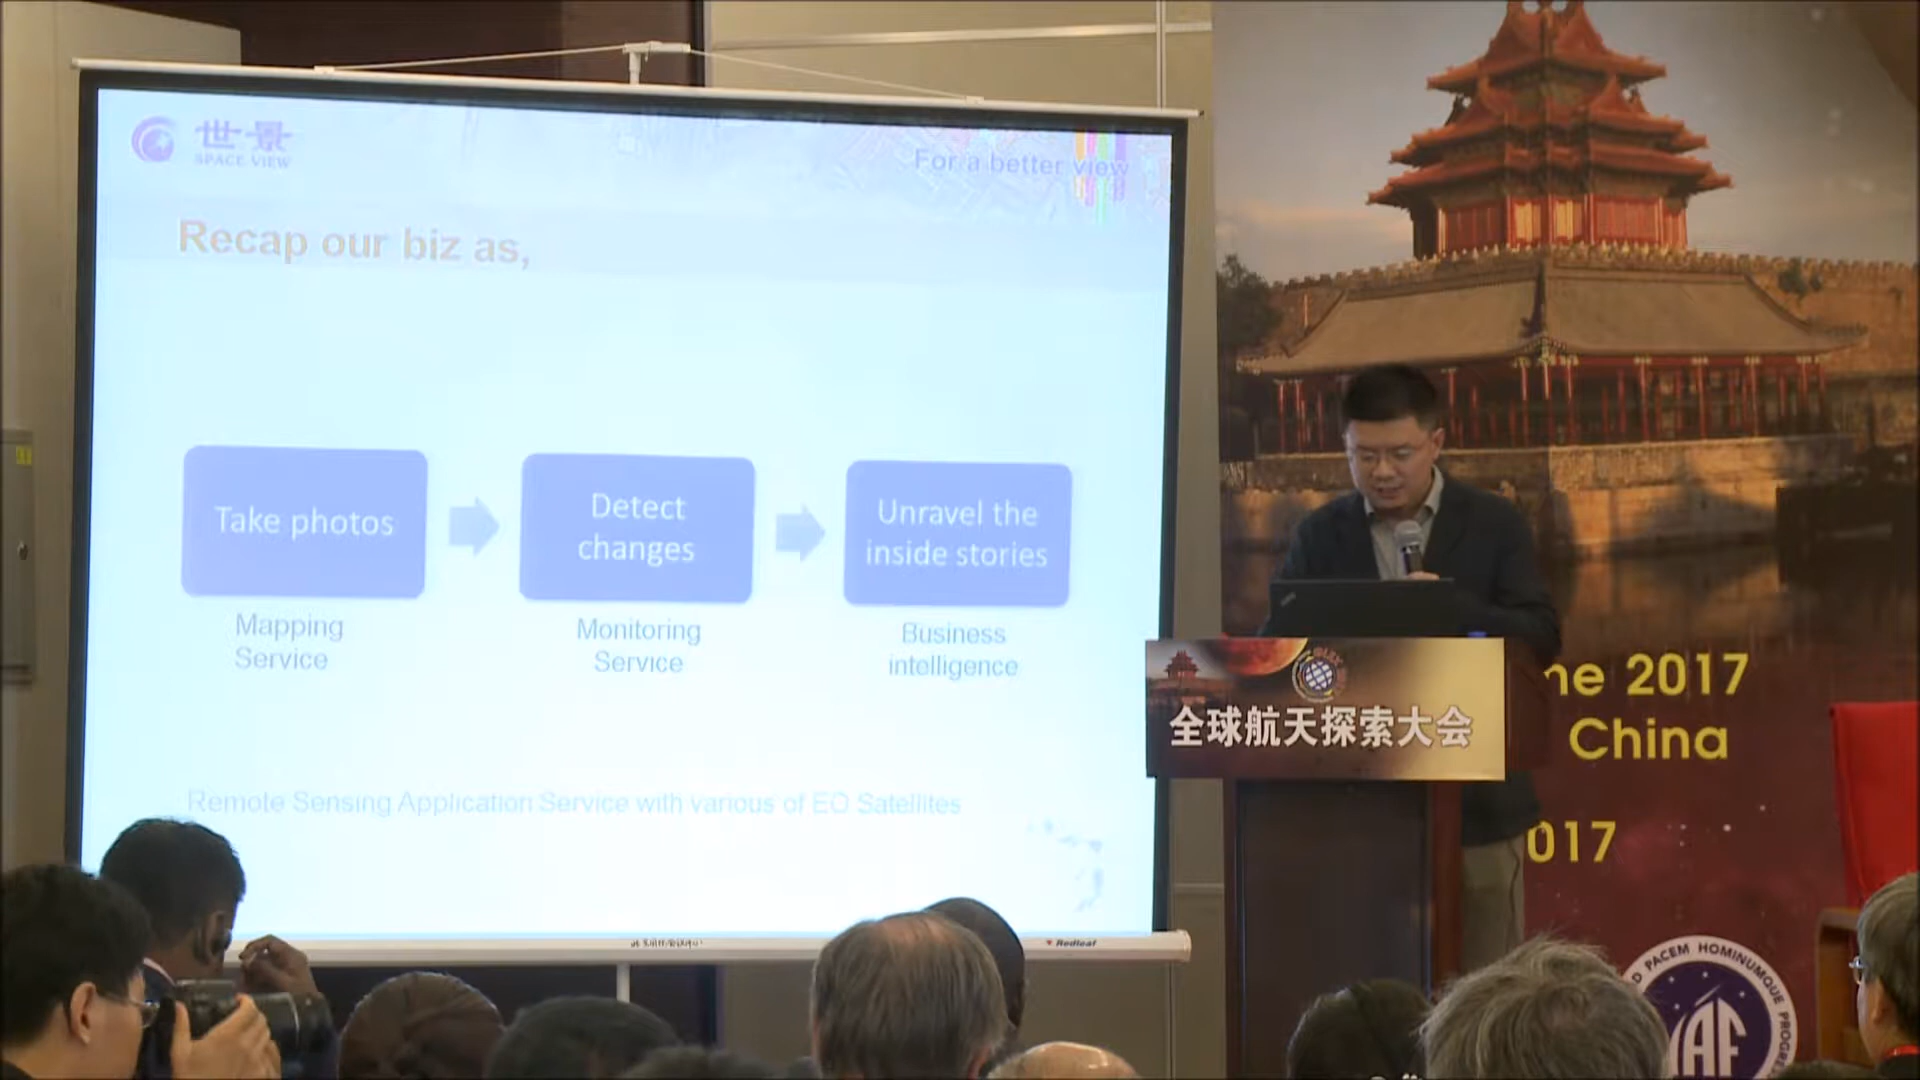 世景
SPACE VIEW
For a better view
Recap our biz as,
Take photos
Detect
changes
Unravel the
inside stories
Mapping
Service
Monitoring
Service
Business
intelligence
Remote Sensing Application Service with various of EO Satellites
Redleaf
全球航天探索大会
ne 2017
China
017
D PACEM HOMINUMQUE PROGR
IAF